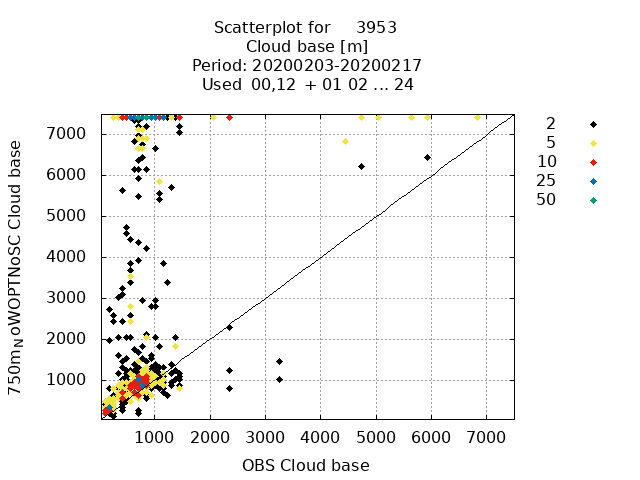 Scatterplot for 3953
Cloud base [m]
Period: 20200203-20200217
Used 00,12 + 01 02 ... 24
2
5
10
25
50
750mNoWOPTNoSC Cloud base
7000
6000
5000
4000
3000
2000
1000
1000 2000 3000 4000 5000 6000 7000
OBS Cloud base